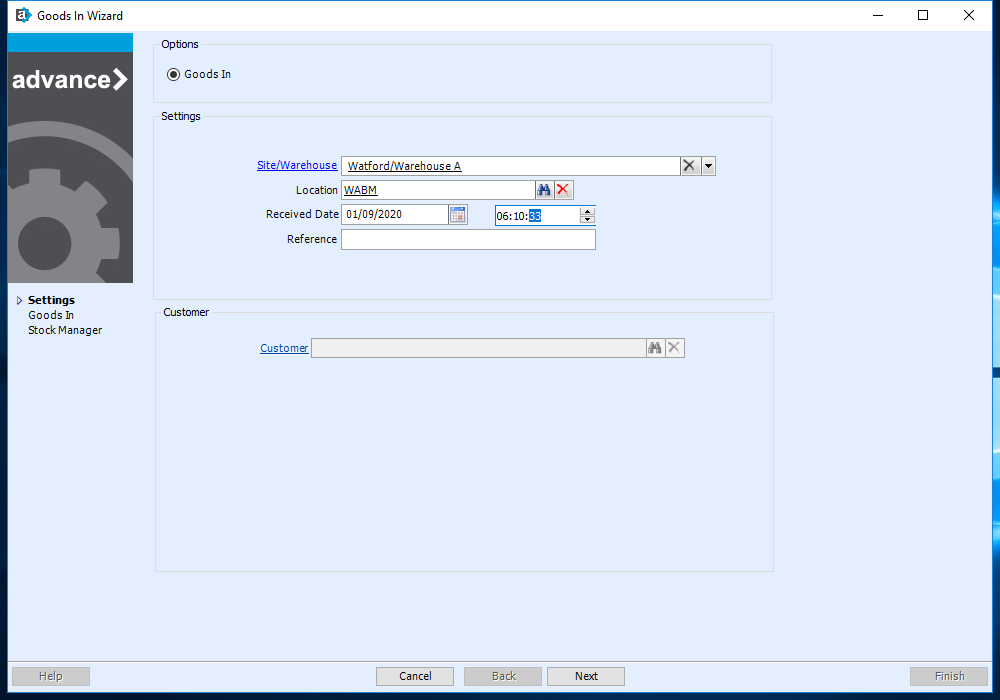 Goods In Wizard
advance
Options
Goods In
Settings
Site/Warehouse Watford/Warehouse A
Location WABM
Received Date 01/09/2020 06:10:33
Reference
Settings
Goods In
Stock Manager
Customer
Customer
Help Cancel Back Next Finish